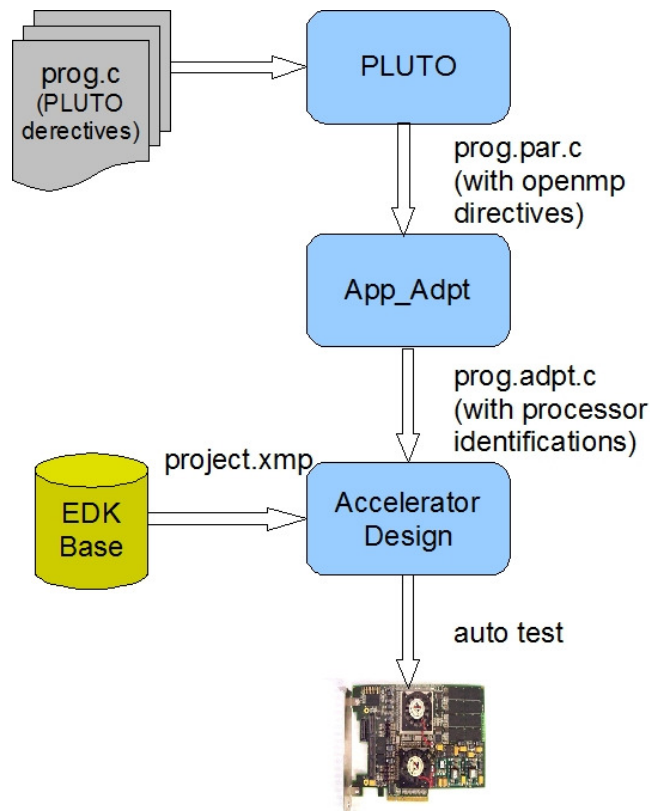 prog.c
(PLUTO
derectives)
PLUTO
prog.par.c
(with openmp
directives)
App_Adpt
prog.adpt.c
(with processor
identifications)
project.xmp
EDK
Base
Accelerator
Design
auto test